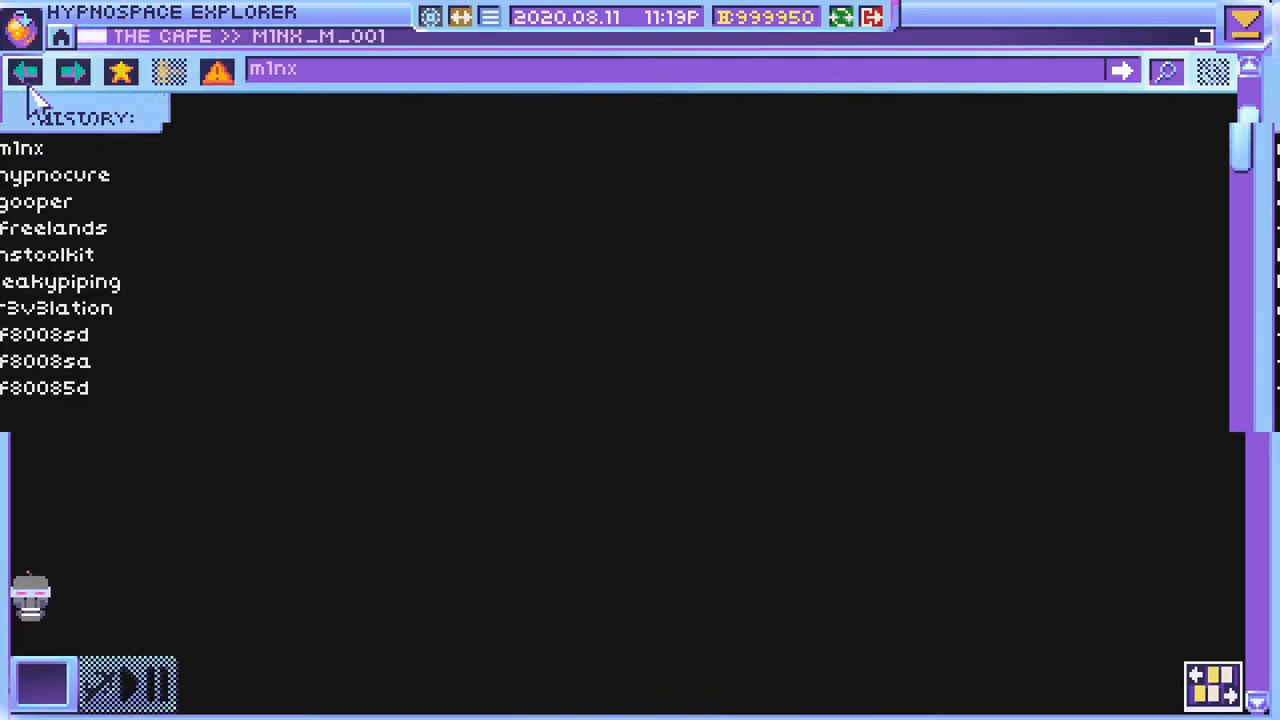 HYPNOSPACE EXPLORER
2020.08.11 11:19P
999950
THE CAFE >> M1NX_M_001
m1nx
HISTORY:
m1nx
hypnocure
gooper
freelands
hstoolkit
eakypiping
r3v3lation
f8008sd
f8008sa
f80085d